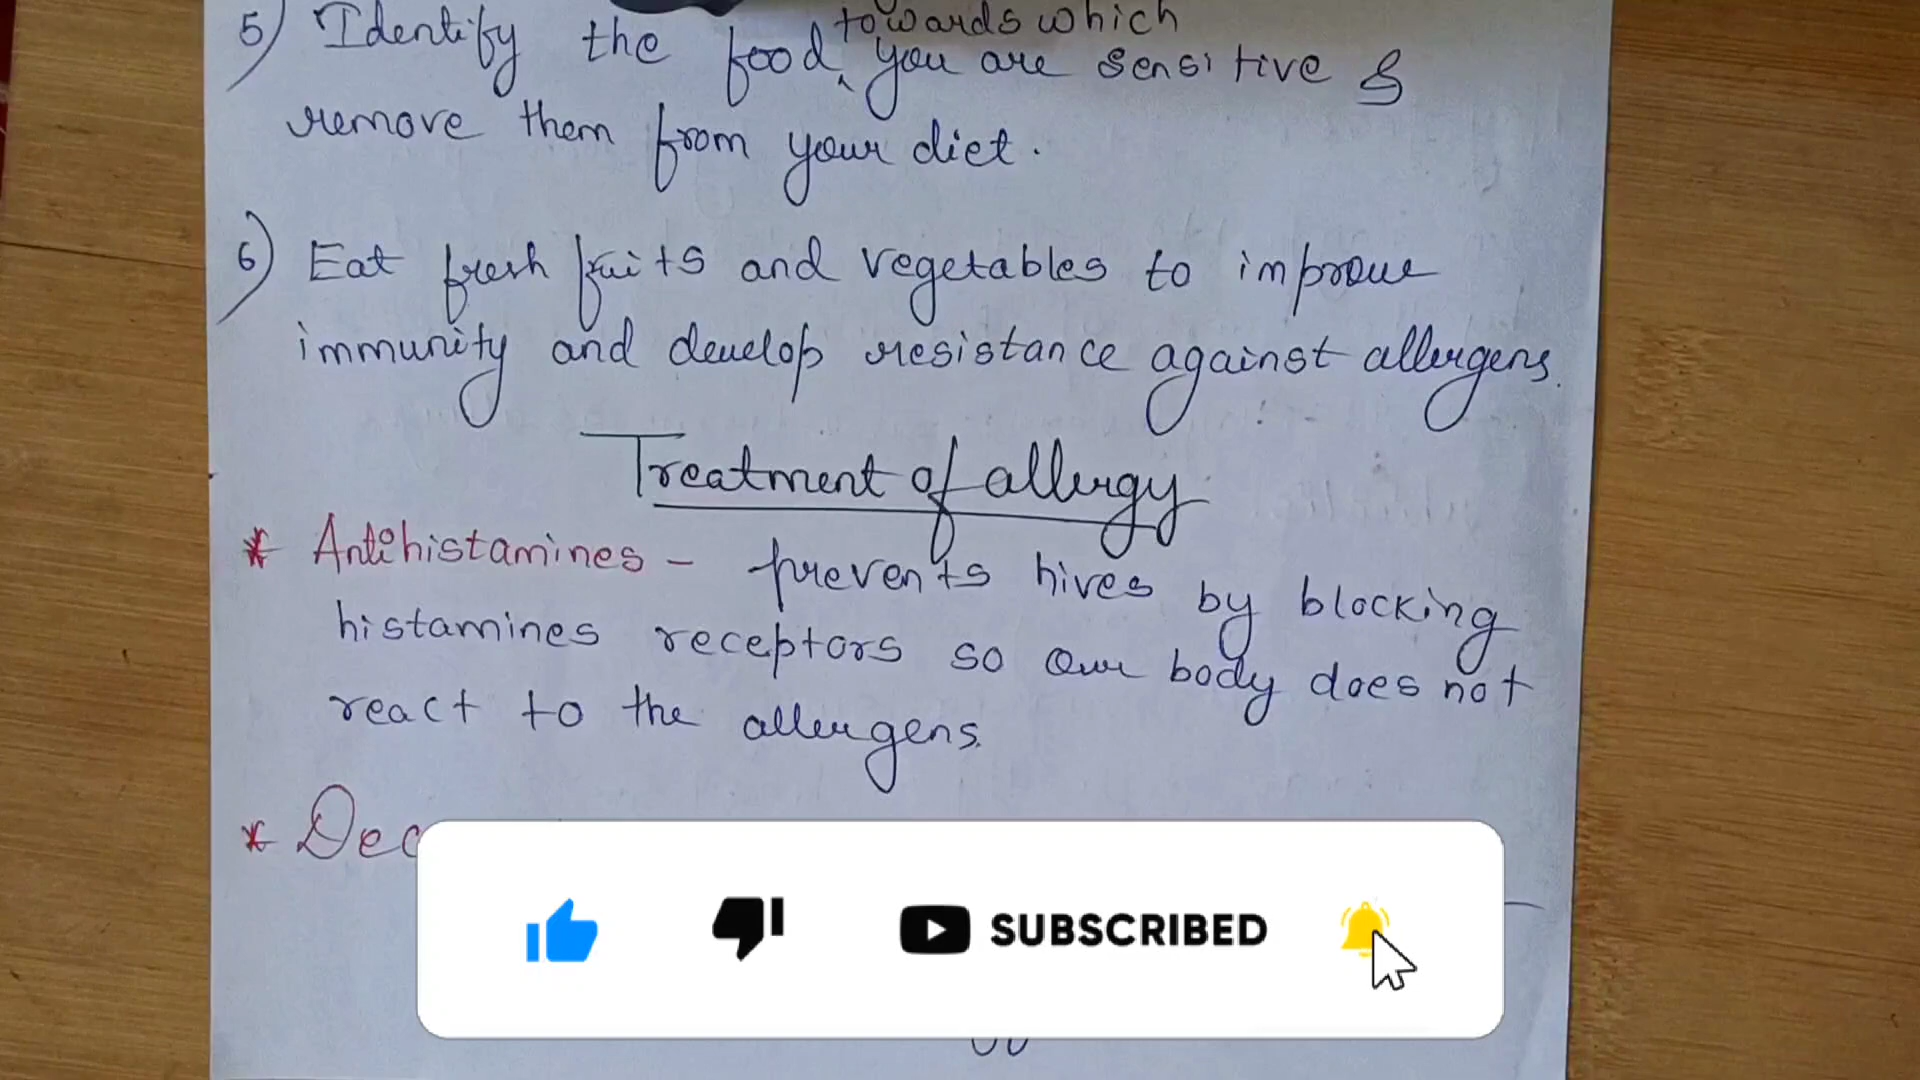 5) Identify the food towards which you are sensitive &
remove them from your diet.
6) Eat fresh fruits and vegetables to improve
immunity and develop resistance against allergens.
Treatment of allergy
* Antihistamines - prevents hives by blocking
histamines receptors so our body does not
react to the allergens.
*
SUBSCRIBED